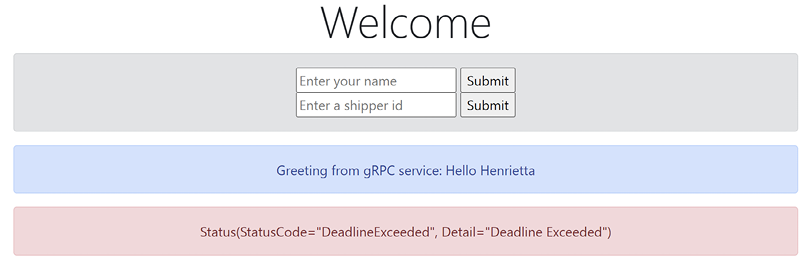 Welcome
Enter your name Submit
Enter a shipper id Submit
Greeting from gRPC service: Hello Henrietta
Status(StatusCode="DeadlineExceeded", Detail="Deadline Exceeded")